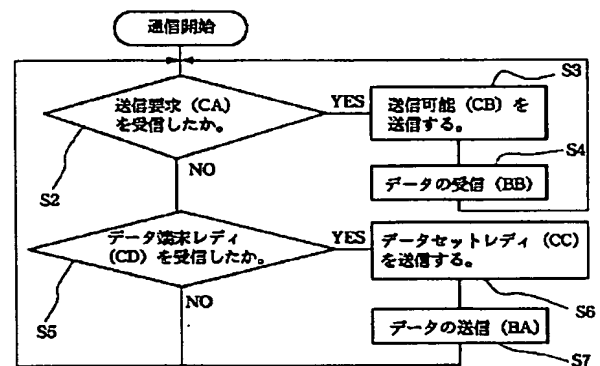 通信開始
送信要求（CA）
を受信したか。
YES
送信可能（CB）を
送信する。
S3
S2
NO
データの受信（BB）
S4
データ端末レディ
（CD）を受信したか。
YES
データセットレディ（CC）
を送信する。
S5
NO
S6
データの送信（BA）
S7